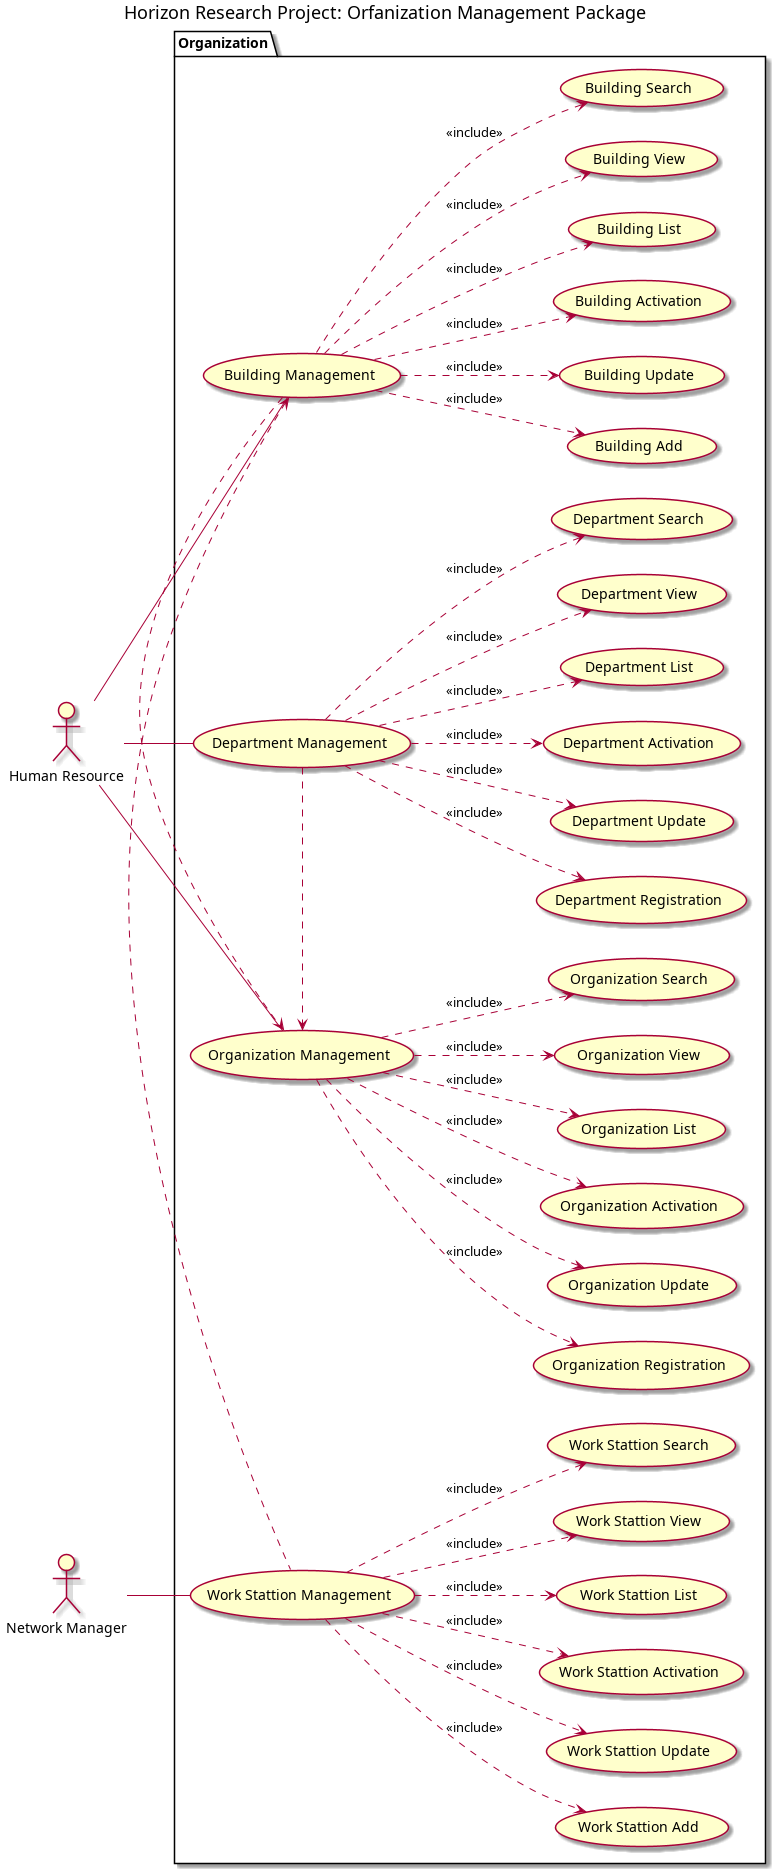 Horizon Research Project: Orfanization Management Package
Organization
Building Search
«include»
Building View
«include»
Building List
«include»
Building Activation
«include»
Building Management
«include»
Building Update
«include»
Building Add
Department Search
«include»
Department View
«include»
Department List
«include»
Human Resource
Department Management
«include»
Department Activation
«include»
Department Update
«include»
Department Registration
Organization Search
«include»
Organization Management
«include»
Organization View
«include»
Organization List
«include»
Organization Activation
«include»
Organization Update
«include»
Organization Registration
Work Stattion Search
«include»
Work Stattion View
«include»
Network Manager
Work Stattion Management
«include»
Work Stattion List
«include»
Work Stattion Activation
«include»
Work Stattion Update
«include»
Work Stattion Add